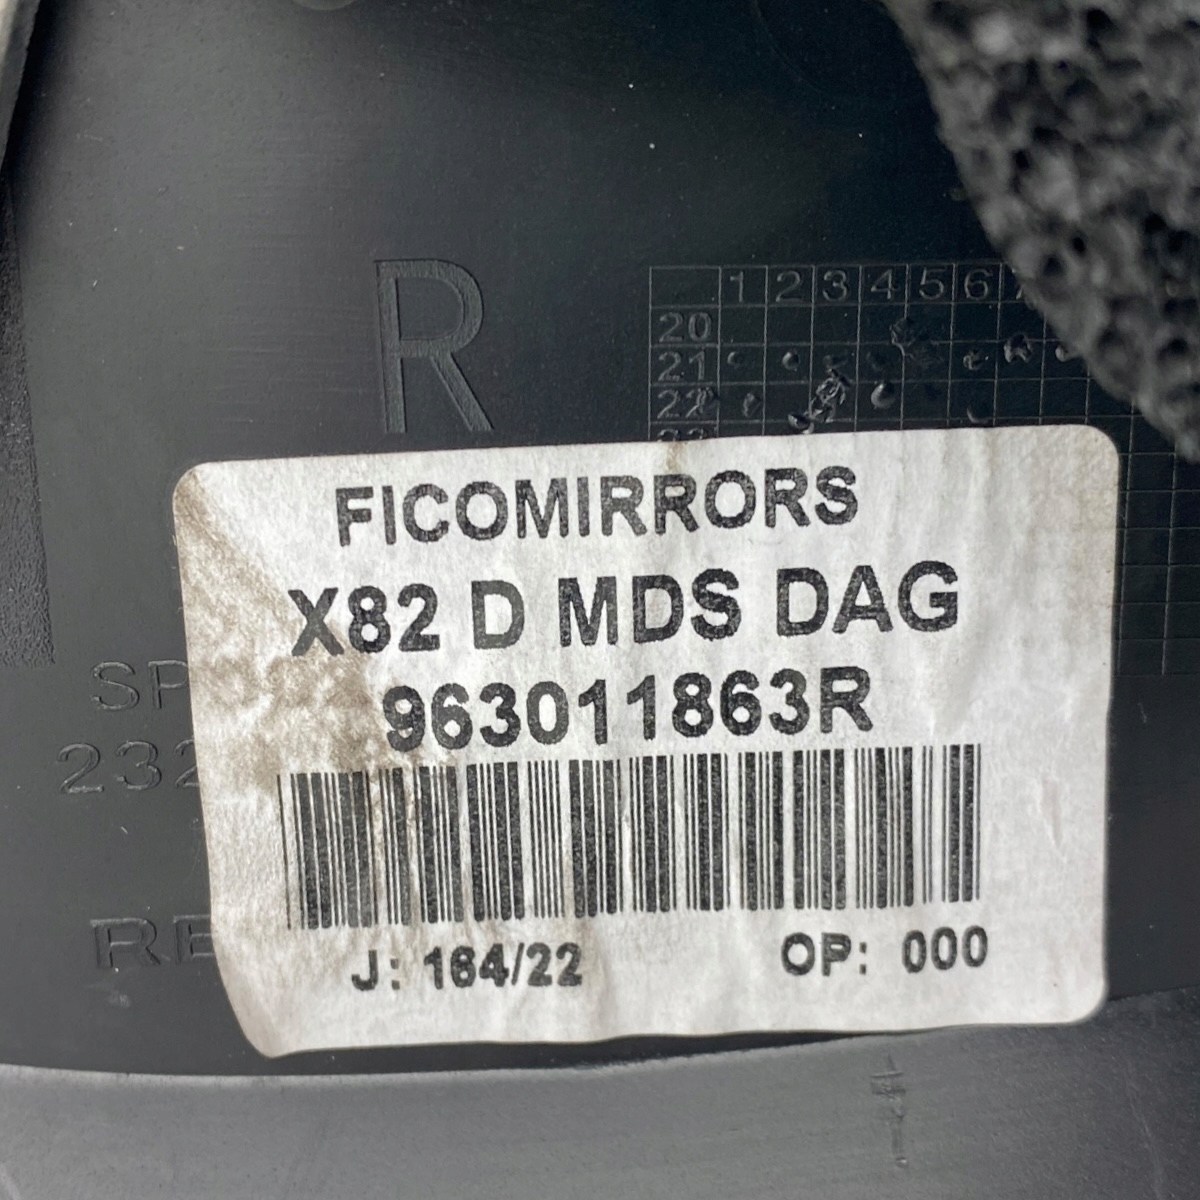 R
1 2 3 4 5 6
20
21
22
FICOMIRRORS
X82 D MDS DAG
963011863R
J: 164/22 OP: 000